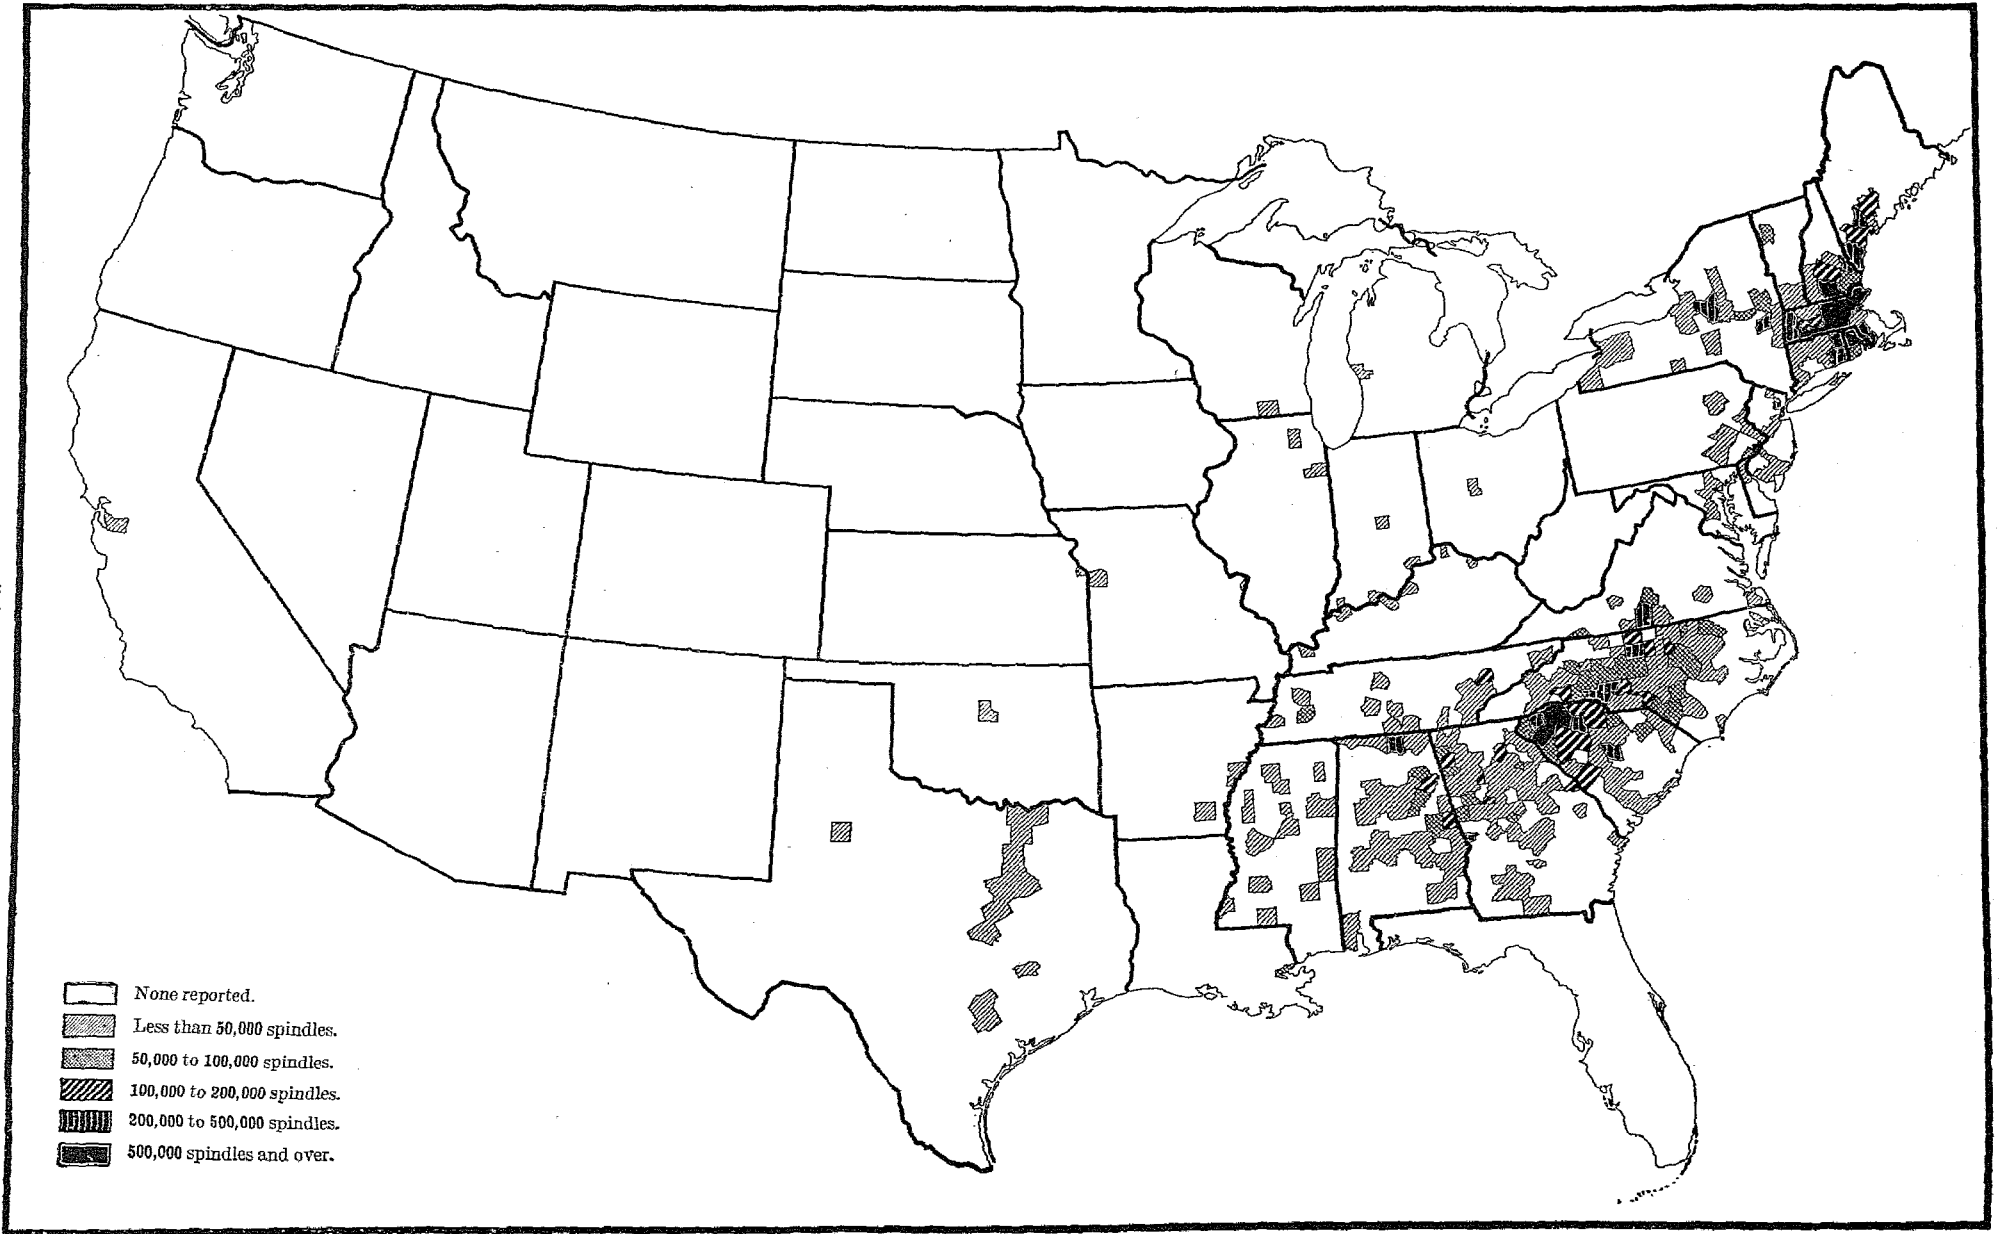 None reported.
Less than 50,000 spindles.
50,000 to 100,000 spindles.
100,000 to 200,000 spindles.
200,000 to 500,000 spindles.
500,000 spindles and over.